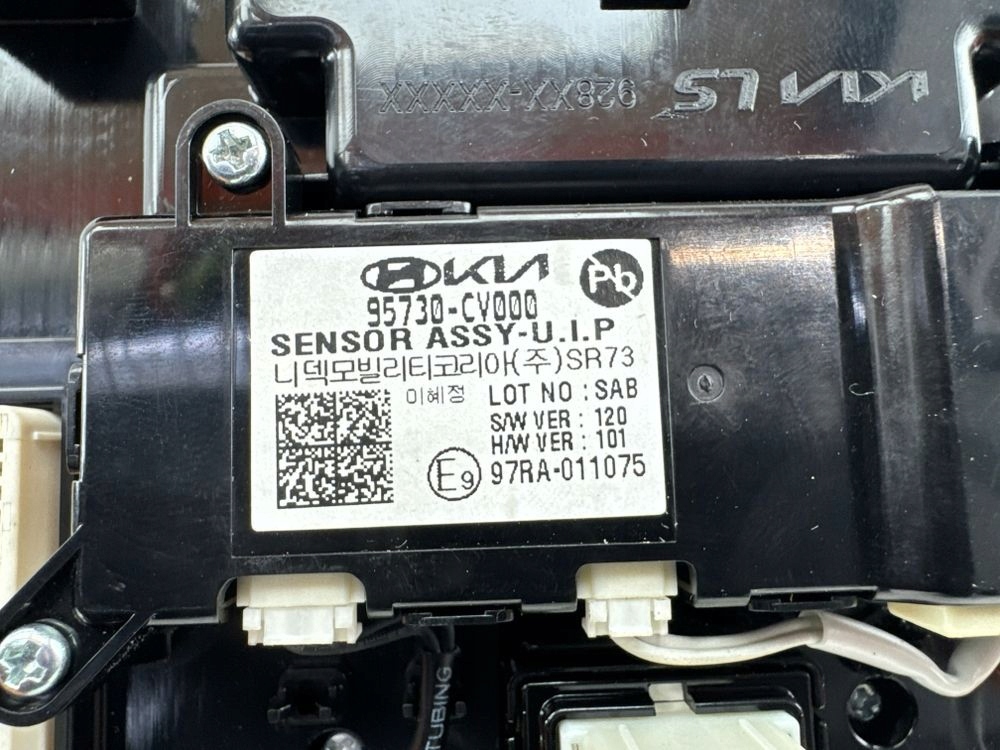 KIA LS
928XX-XXXXX
KIA
Pb
95730-CV000
SENSOR ASSY-U.I.P
니덱모빌리티코리아(주)SR73
이혜정
LOT NO : SAB
S/W VER : 120
H/W VER : 101
E9
97RA-011075
TUBING